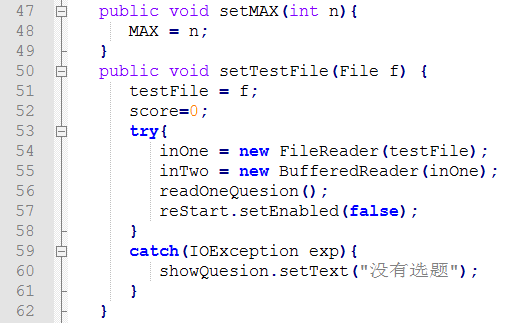 47 public void setMAX(int n){
48 MAX = n;
49 }
50 public void setTestFile(File f) {
51 testFile = f;
52 score=0;
53 try{
54 inOne = new FileReader(testFile);
55 inTwo = new BufferedReader(inOne);
56 readOneQuesion();
57 reStart.setEnabled(false);
58 }
59 catch(IOException exp){
60 showQuesion.setText("没有选题");
61 }
62 }